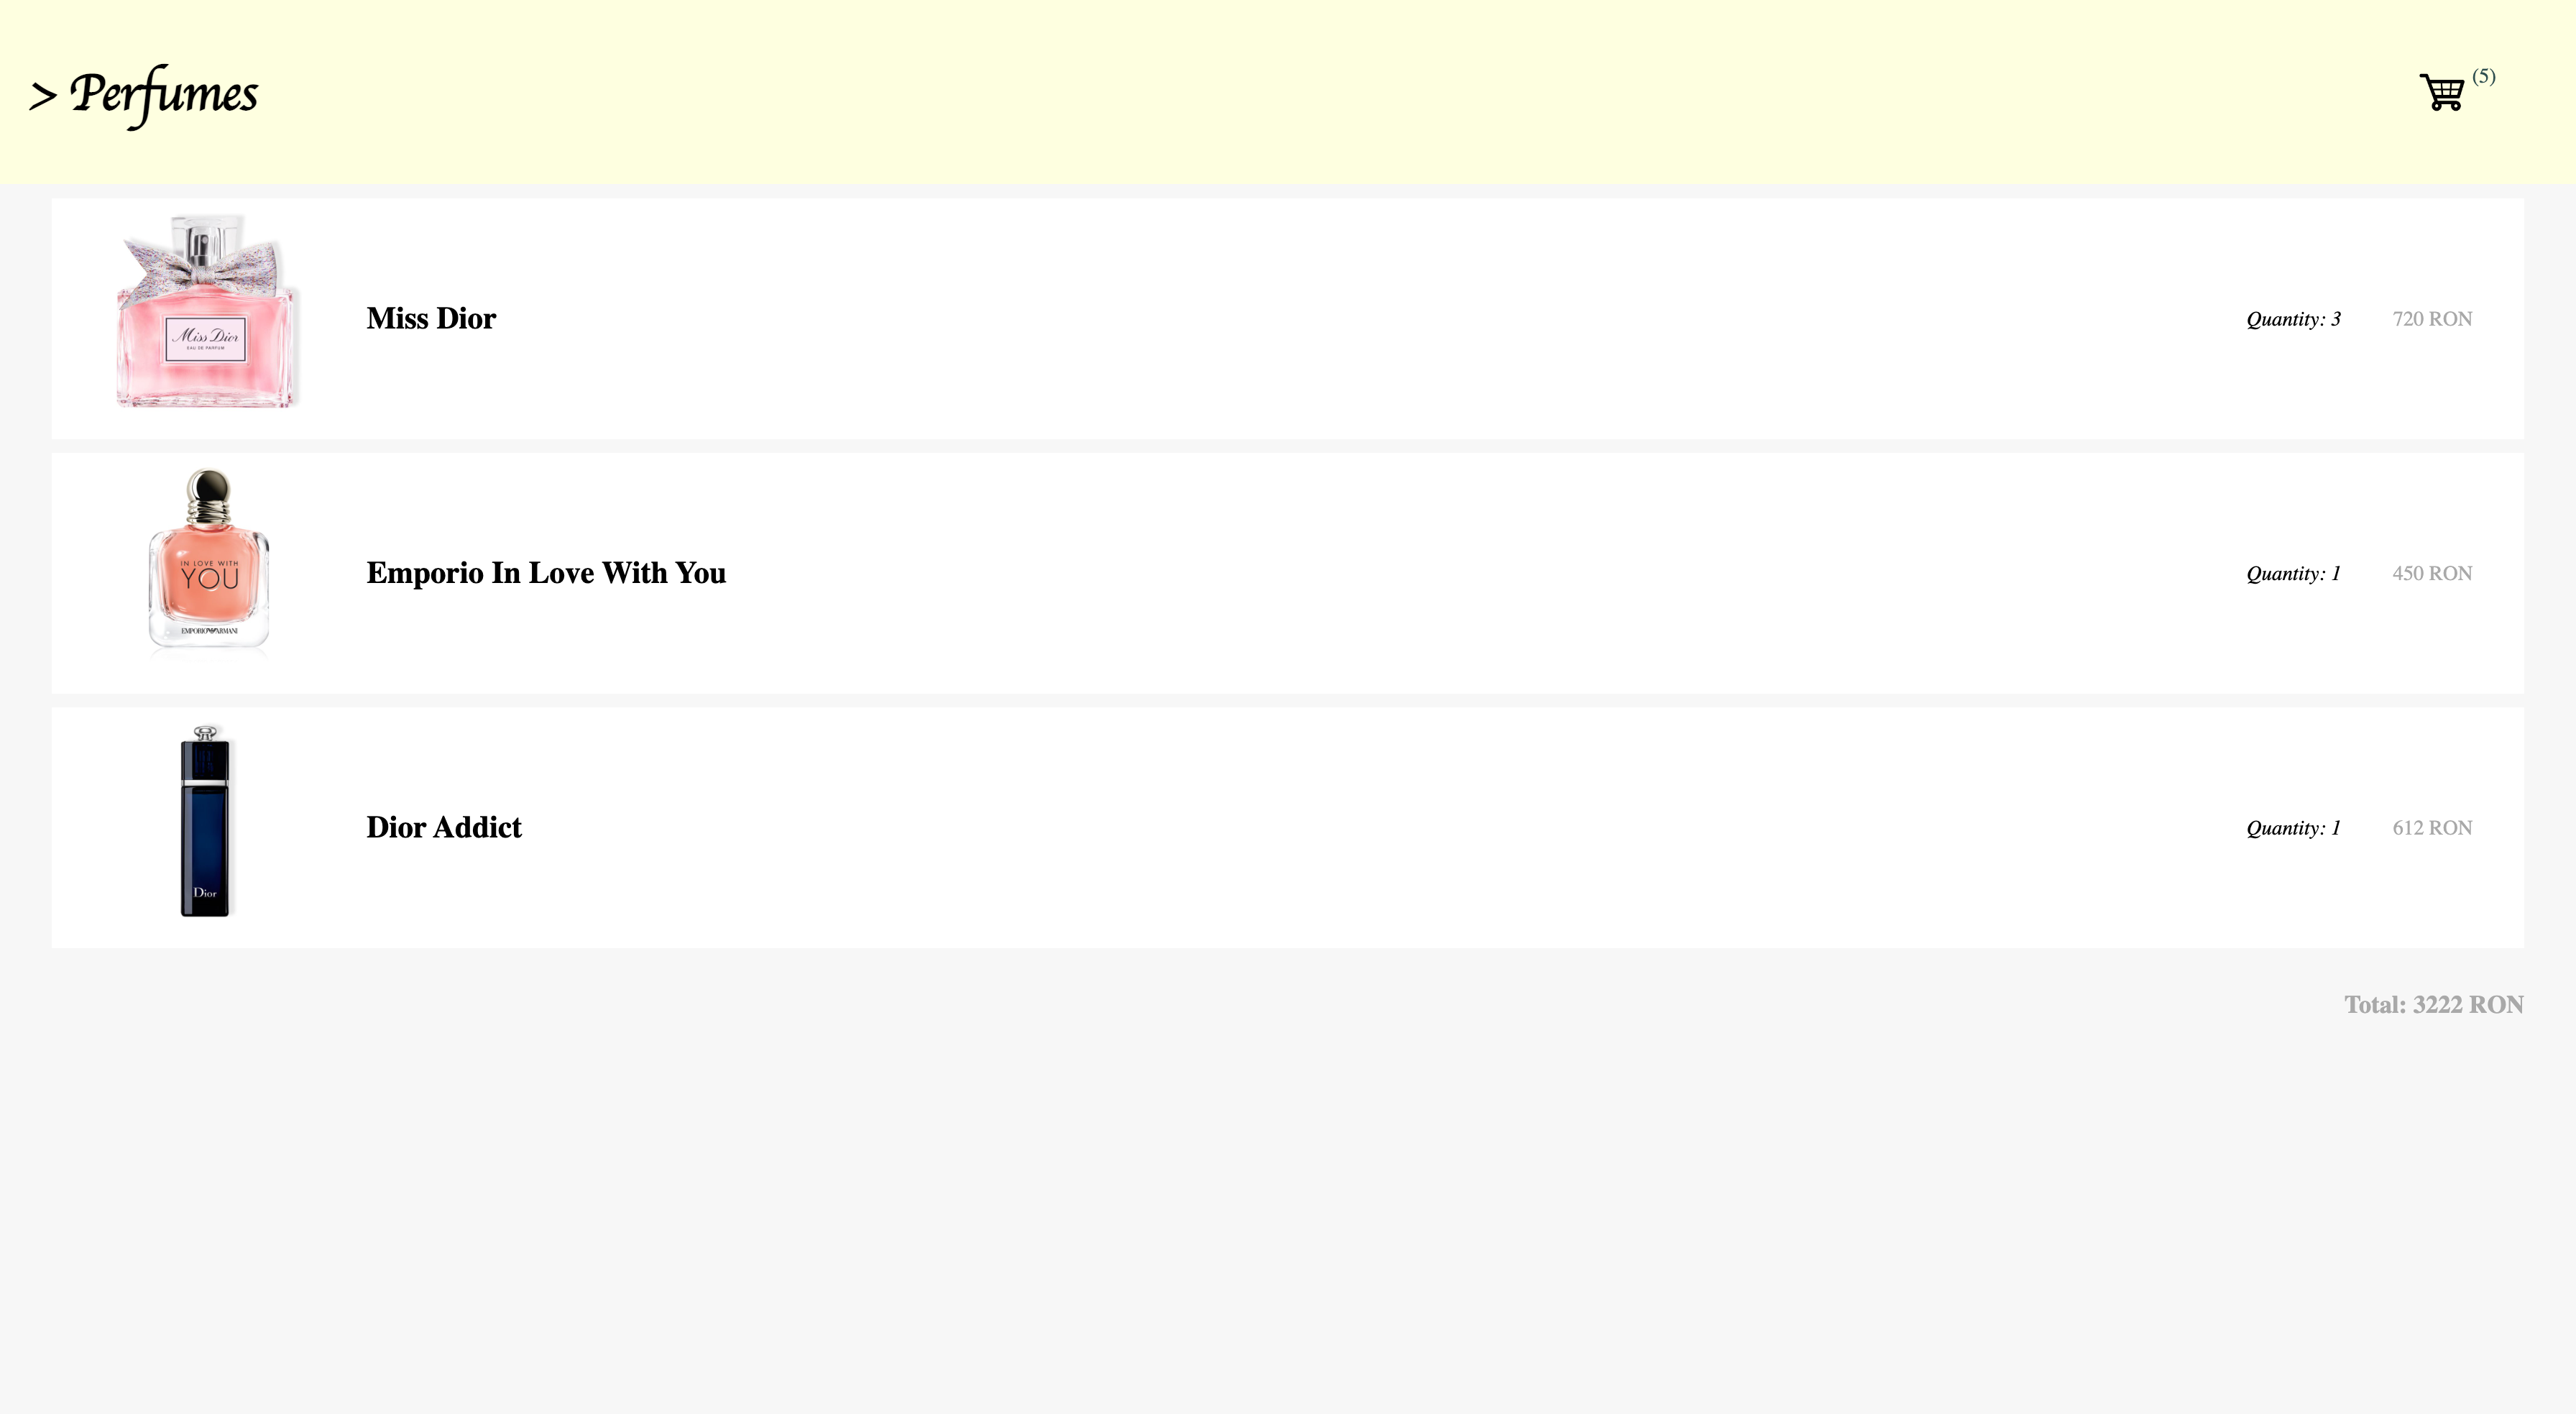 > Perfumes
(5)
Miss Dior
EAU DE PARFUM
Miss Dior
Quantity: 3
720 RON
IN LOVE WITH
YOU
EMPORIO ARMANI
Emporio In Love With You
Quantity: 1
450 RON
Dior
Dior Addict
Quantity: 1
612 RON
Total: 3222 RON